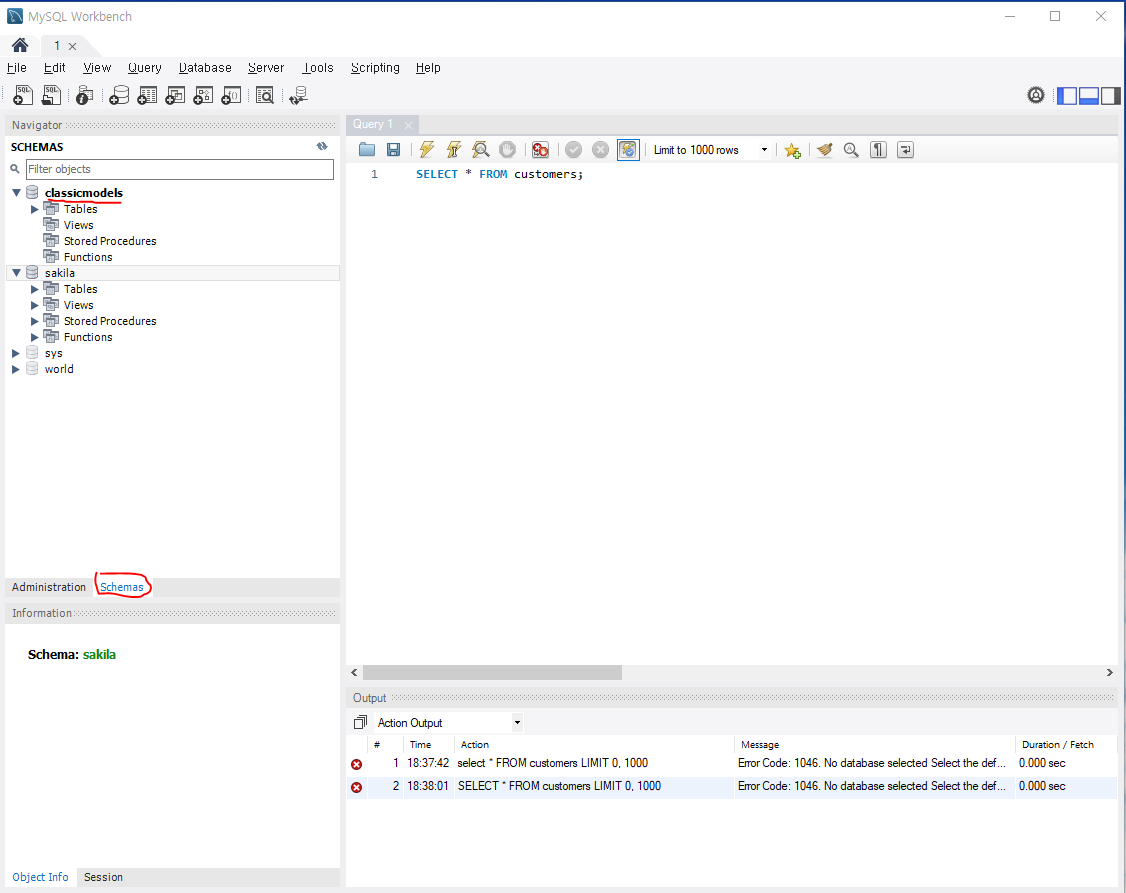 MySQL Workbench
1
File Edit View Query Database Server Tools Scripting Help
Navigator
SCHEMAS
Filter objects
classicmodels
Tables
Views
Stored Procedures
Functions
sakila
Tables
Views
Stored Procedures
Functions
sys
world
Administration Schemas
Information
Schema: sakila
Object Info Session
Query 1
Limit to 1000 rows
1 SELECT * FROM customers;
Output
Action Output
# Time Action Message Duration / Fetch
1 18:37:42 select * FROM customers LIMIT 0, 1000 Error Code: 1046. No database selected Select the def... 0.000 sec
2 18:38:01 SELECT * FROM customers LIMIT 0, 1000 Error Code: 1046. No database selected Select the def... 0.000 sec